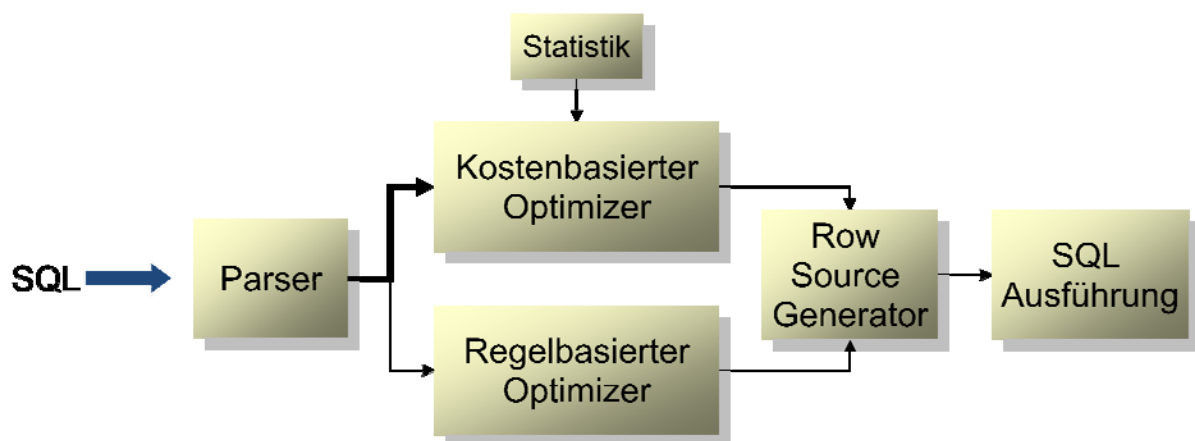 Statistik
Kostenbasierter
Optimizer
SQL
Parser
Row
Source
Generator
SQL
Ausführung
Regelbasierter
Optimizer